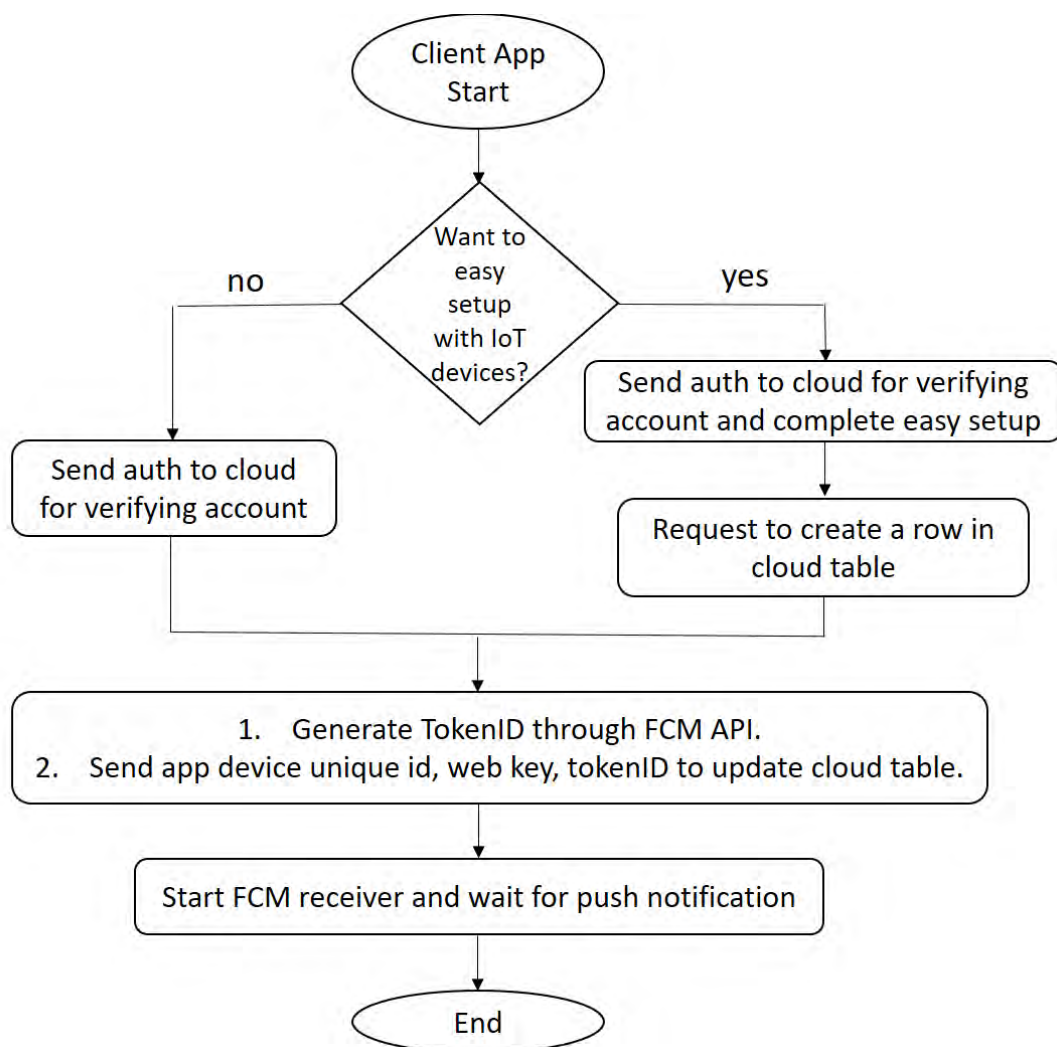 Client App
Start
Want to
easy
setup
with IoT
devices?
no
yes
Send auth to cloud for verifying
account and complete easy setup
Send auth to cloud
for verifying account
Request to create a row in
cloud table
1. Generate TokenID through FCM API.
2. Send app device unique id, web key, tokenID to update cloud table.
Start FCM receiver and wait for push notification
End